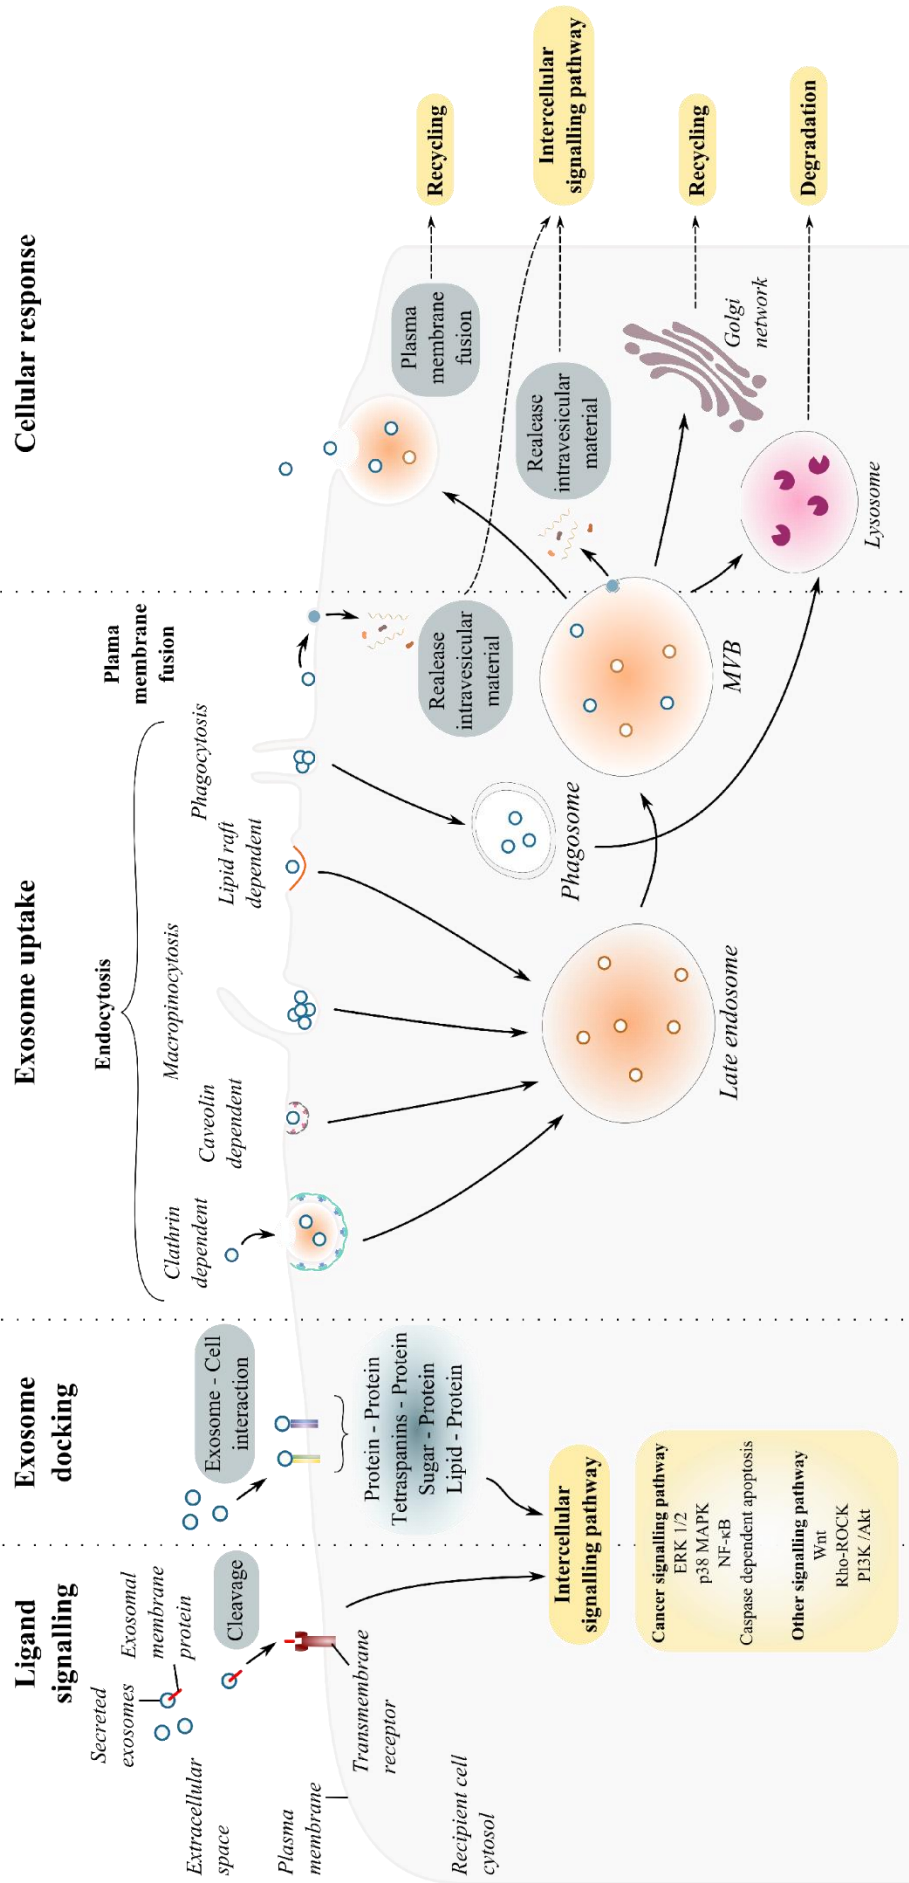 Ligand
signalling
Exosome
docking
Exosome uptake
Cellular response
Secreted
exosomes
Exosomal
membrane
protein
Extracellular
space
Cleavage
Plasma
membrane
Transmembrane
receptor
Recipient cell
cytosol
Exosome - Cell
interaction
Protein - Protein
Tetraspanins - Protein
Sugar - Protein
Lipid - Protein
Intercellular
signalling pathway
Cancer signalling pathway
ERK 1/2
p38 MAPK
NF-κB
Caspase dependent apoptosis
Other signalling pathway
Wnt
Rho-ROCK
PI3K /Akt
Endocytosis
Clathrin
dependent
Caveolin
dependent
Macropinocytosis
Lipid raft
dependent
Phagocytosis
Plama
membrane
fusion
Realease
intravesicular
material
Phagosome
Late endosome
MVB
Plasma
membrane
fusion
Realease
intravesicular
material
Golgi
network
Lysosome
Recycling
Intercellular
signalling pathway
Recycling
Degradation